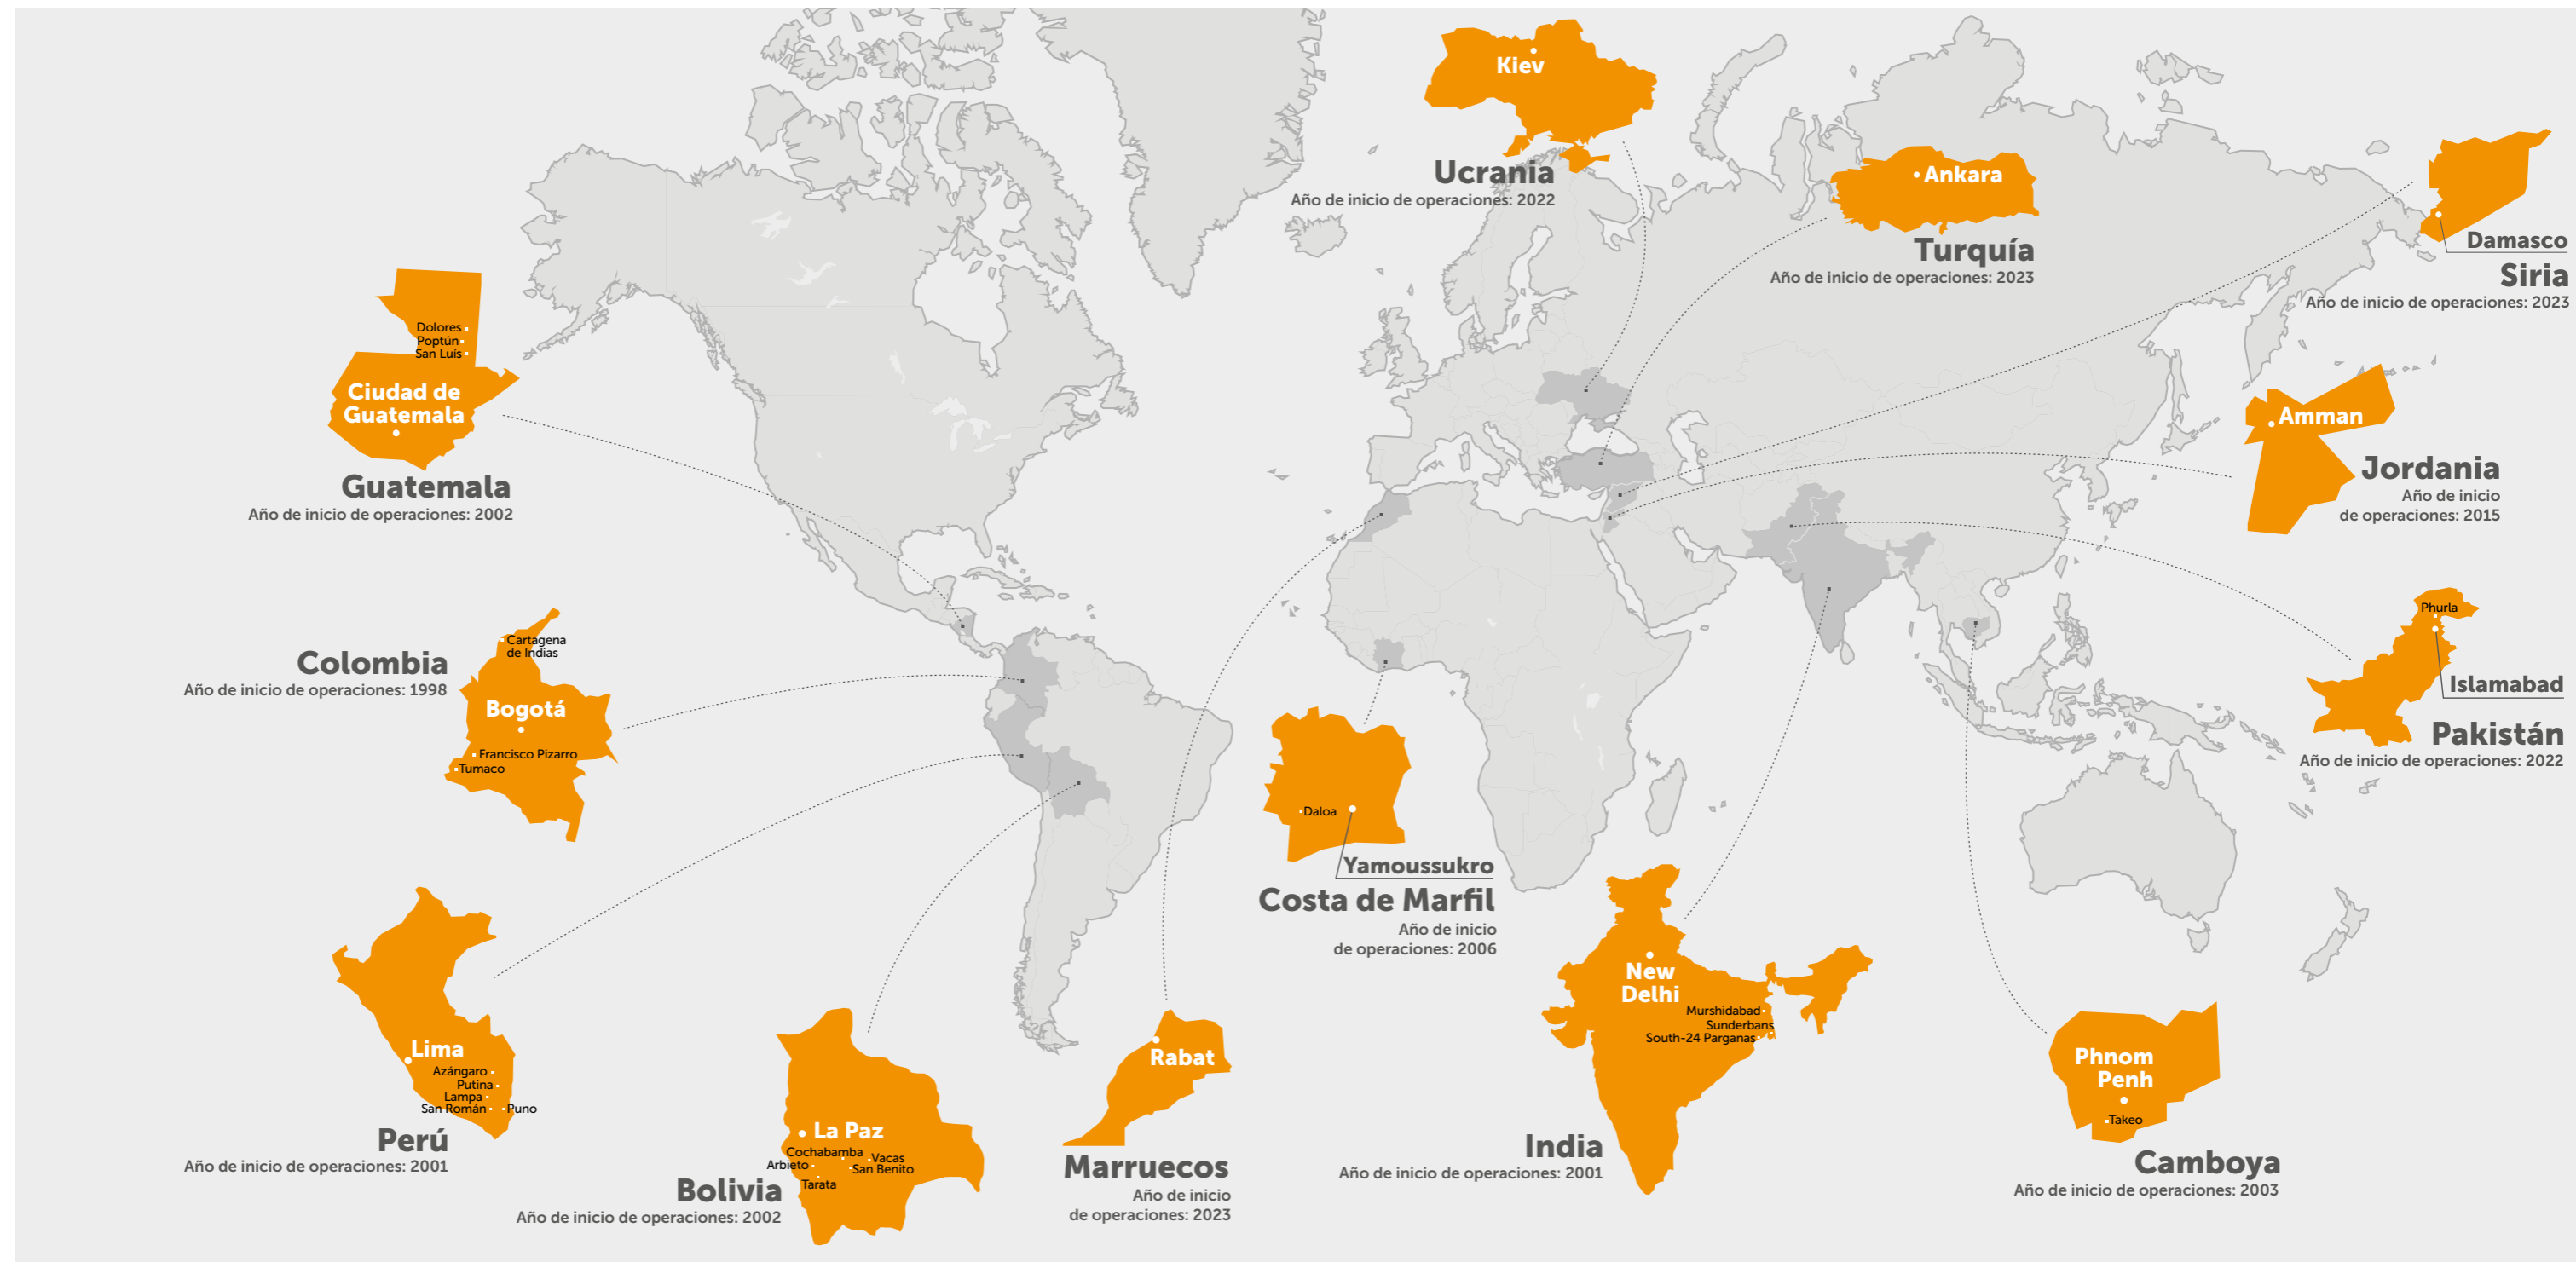 Kiev
Ucrania
Año de inicio de operaciones: 2022
Ankara
Turquía
Año de inicio de operaciones: 2023
Damasco
Siria
Año de inicio de operaciones: 2023
Dolores
Poptún
San Luís
Ciudad de
Guatemala
Guatemala
Año de inicio de operaciones: 2002
Amman
Jordania
Año de inicio
de operaciones: 2015
Cartagena
de Indias
Colombia
Año de inicio de operaciones: 1998
Bogotá
Francisco Pizarro
Tumaco
Phurla
Islamabad
Pakistán
Año de inicio de operaciones: 2022
Daloa
Yamoussukro
Costa de Marfil
Año de inicio
de operaciones: 2006
Lima
Azángaro
Putina
Lampa
San Román
Puno
Perú
Año de inicio de operaciones: 2001
La Paz
Cochabamba
Vacas
Arbieto
San Benito
Tarata
Bolivia
Año de inicio de operaciones: 2002
Rabat
Marruecos
Año de inicio
de operaciones: 2023
New
Delhi
Murshidabad
Sunderbans
South-24 Parganas
India
Año de inicio de operaciones: 2001
Phnom
Penh
Takeo
Camboya
Año de inicio de operaciones: 2003